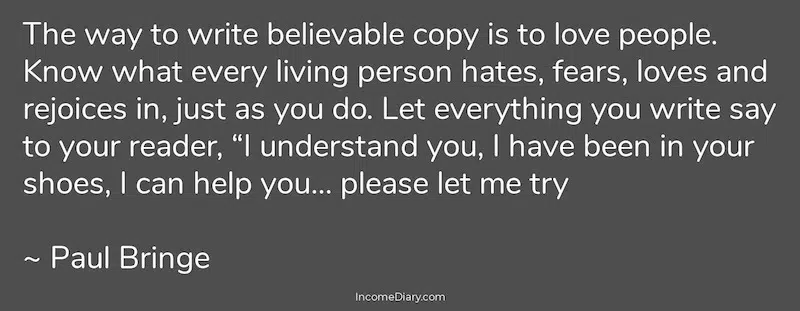 The way to write believable copy is to love people.
Know what every living person hates, fears, loves and
rejoices in, just as you do. Let everything you write say
to your reader, “I understand you, I have been in your
shoes, I can help you... please let me try
~ Paul Bringe
IncomeDiary.com